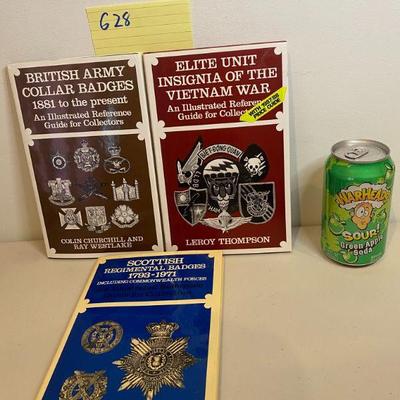 G28
BRITISH ARMY
COLLAR BADGES
1881 to the present
An Illustrated Reference
Guide for Collectors
COLIN CHURCHILL AND
RAY WESTLAKE
ELITE UNIT
INSIGNIA OF THE
VIETNAM WAR
An Illustrated Reference
Guide for Collectors
LEROY THOMPSON
SCOTTISH
REGIMENTAL BADGES
1793-1971
INCLUDING COMMONWEALTH FORCES
WARHEADS
SOUR!
Green Apple
Soda